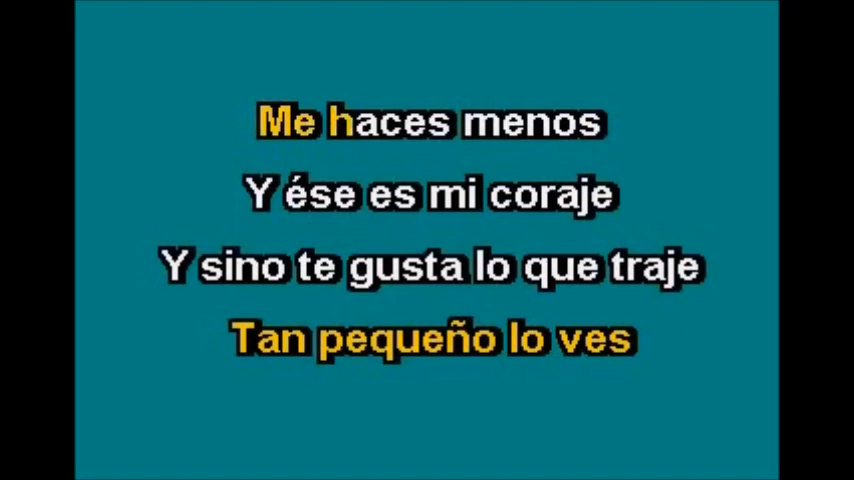 Me haces menos
Y ése es mi coraje
Y sino te gusta lo que traje
Tan pequeño lo ves